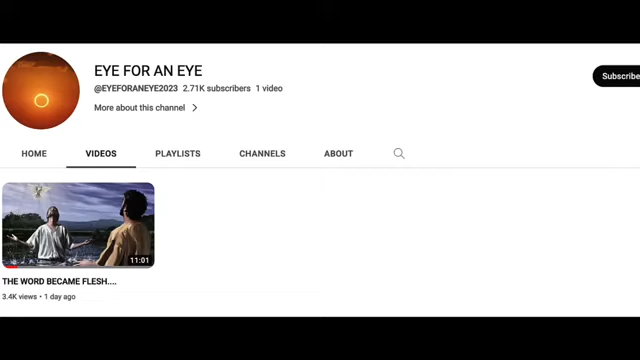 EYE FOR AN EYE
@EYEFORANEYE2023 2.71K subscribers 1 video
Subscribe
More about this channel
HOME VIDEOS PLAYLISTS CHANNELS ABOUT
11:01
THE WORD BECAME FLESH....
3.4K views • 1 day ago